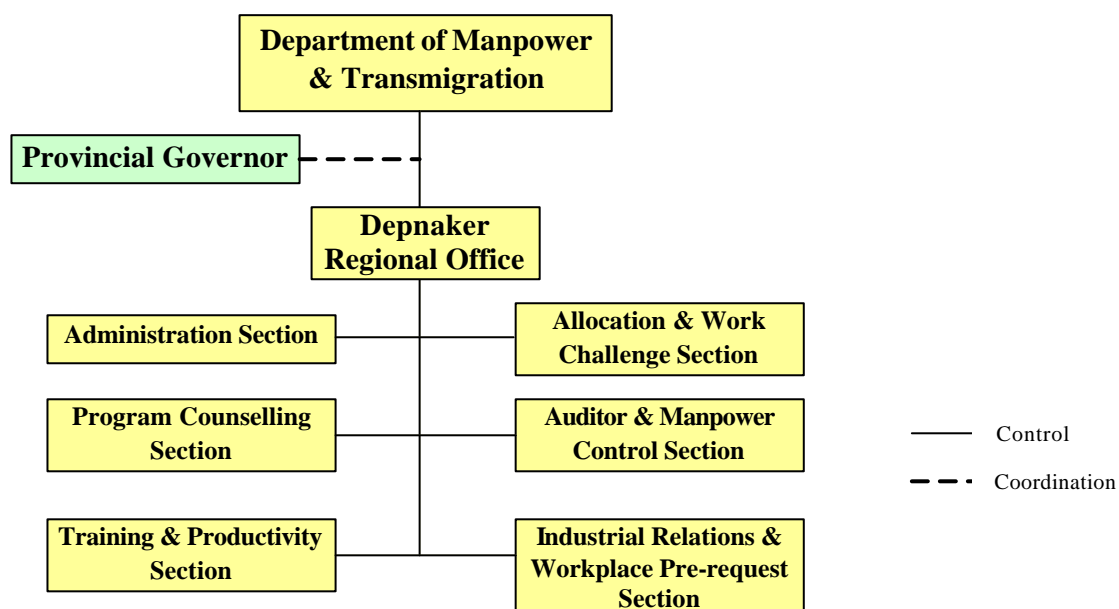 Department of Manpower
& Transmigration
Provincial Governor
Depnaker
Regional Office
Administration Section
Allocation & Work
Challenge Section
Program Counselling
Section
Auditor & Manpower
Control Section
Control
Coordination
Training & Productivity
Section
Industrial Relations &
Workplace Pre-request
Section